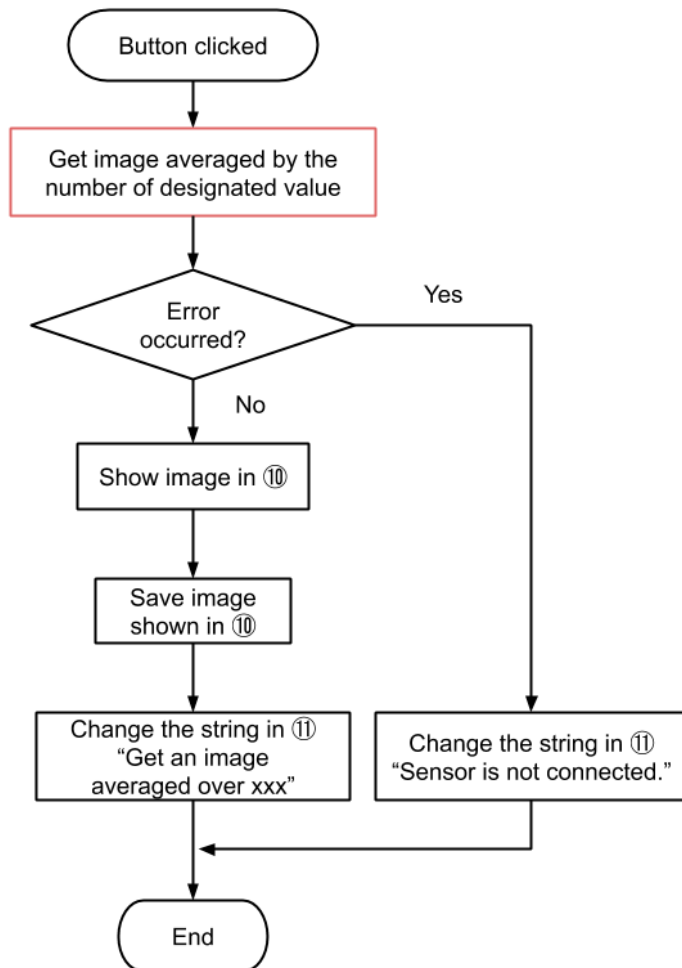 Button clicked
Get image averaged by the
number of designated value
Error
occurred?
Yes
No
Show image in ⑩
Save image
shown in ⑩
Change the string in ⑪
“Get an image
averaged over xxx”
Change the string in ⑪
“Sensor is not connected.”
End